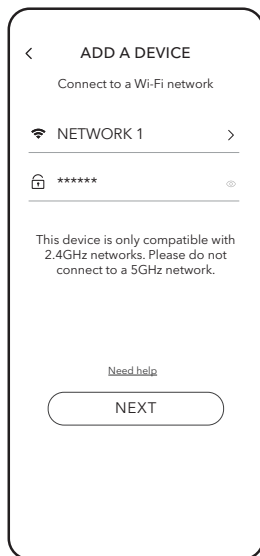 ADD A DEVICE
Connect to a Wi-Fi network
NETWORK 1
******
This device is only compatible with
2.4GHz networks. Please do not
connect to a 5GHz network.
Need help
NEXT